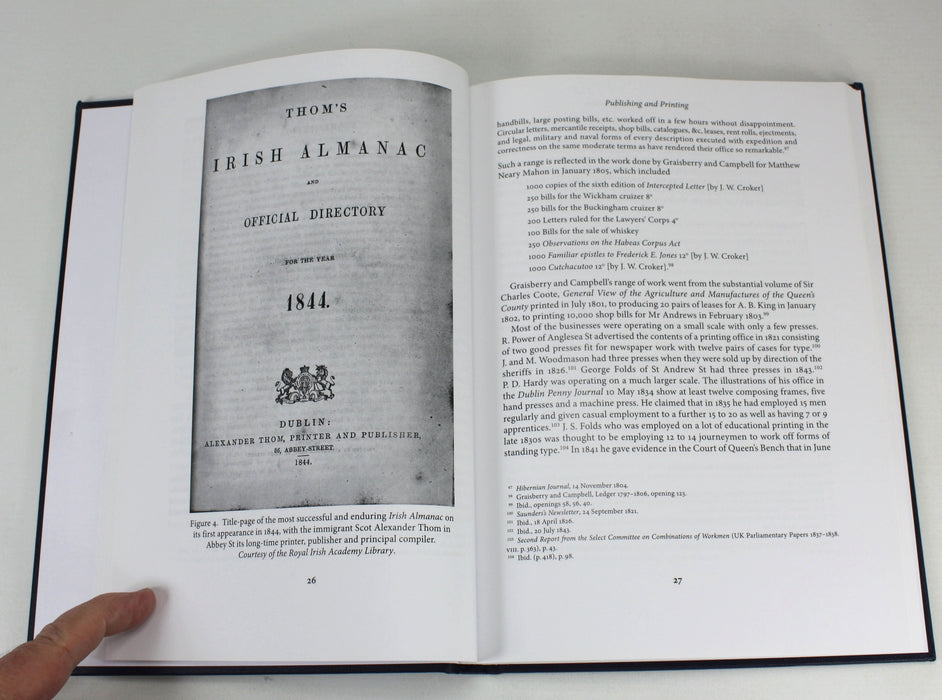 THOM'S
IRISH ALMANAC
AND
OFFICIAL DIRECTORY
FOR THE YEAR
1844.
DUBLIN:
ALEXANDER THOM, PRINTER AND PUBLISHER,
86, ABBEY-STREET.
1844.
Figure 4. Title-page of the most successful and enduring Irish Almanac on
its first appearance in 1844, with the immigrant Scot Alexander Thom in
Abbey St its long-time printer, publisher and principal compiler.
Courtesy of the Royal Irish Academy Library.
26
Publishing and Printing
handbills, large posting bills, etc. worked off in a few hours without disappointment.
Circular letters, mercantile receipts, shop bills, catalogues, &c, leases, rent rolls, ejectments,
and legal, military and naval forms of every description executed with expedition and
correctness on the same moderate terms as have rendered their office so remarkable.⁹⁷
Such a range is reflected in the work done by Graisberry and Campbell for Matthew
Neary Mahon in January 1805, which included
1000 copies of the sixth edition of Intercepted Letter [by J. W. Croker]
250 bills for the Wickham cruizer 8°
250 bills for the Buckingham cruizer 8°
200 Letters ruled for the Lawyers' Corps 4°
100 Bills for the sale of whiskey
250 Observations on the Habeas Corpus Act
1000 Familiar epistles to Frederick E. Jones 12° [by J. W. Croker]
1000 Cutchacutoo 12° [by J. W. Croker].⁹⁸
Graisberry and Campbell's range of work went from the substantial volume of Sir
Charles Coote, General View of the Agriculture and Manufactures of the Queen's
County printed in July 1801, to producing 20 pairs of leases for A. B. King in January
1802, to printing 10,000 shop bills for Mr Andrews in February 1803.⁹⁹
Most of the businesses were operating on a small scale with only a few presses.
R. Power of Anglesea St advertised the contents of a printing office in 1821 consisting
of two good presses fit for newspaper work with twelve pairs of cases for type.¹⁰⁰
J. and M. Woodmason had three presses when they were sold up by direction of the
sheriffs in 1826.¹⁰¹ George Folds of St Andrew St had three presses in 1843.¹⁰²
P. D. Hardy was operating on a much larger scale. The illustrations of his office in
the Dublin Penny Journal 10 May 1834 show at least twelve composing frames, five
hand presses and a machine press. He claimed that in 1835 he had employed 15 men
regularly and given casual employment to a further 15 to 20 as well as having 7 or 9
apprentices.¹⁰³ J. S. Folds who was employed on a lot of educational printing in the
late 1830s was thought to be employing 12 to 14 journeymen to work off forms of
standing type.¹⁰⁴ In 1841 he gave evidence in the Court of Queen's Bench that in June
⁹⁷ Hibernian Journal, 14 November 1804.
⁹⁸ Graisberry and Campbell, Ledger 1797–1806, opening 123.
⁹⁹ Ibid., openings 58, 56, 40.
¹⁰⁰ Saunders's Newsletter, 24 September 1821.
¹⁰¹ Ibid., 18 April 1826.
¹⁰² Ibid., 20 July 1843.
¹⁰³ Second Report from the Select Committee on Combinations of Workmen (UK Parliamentary Papers 1837–1838.
VIII. p.363), p. 43.
¹⁰⁴ Ibid. (p.418), p. 98.
27